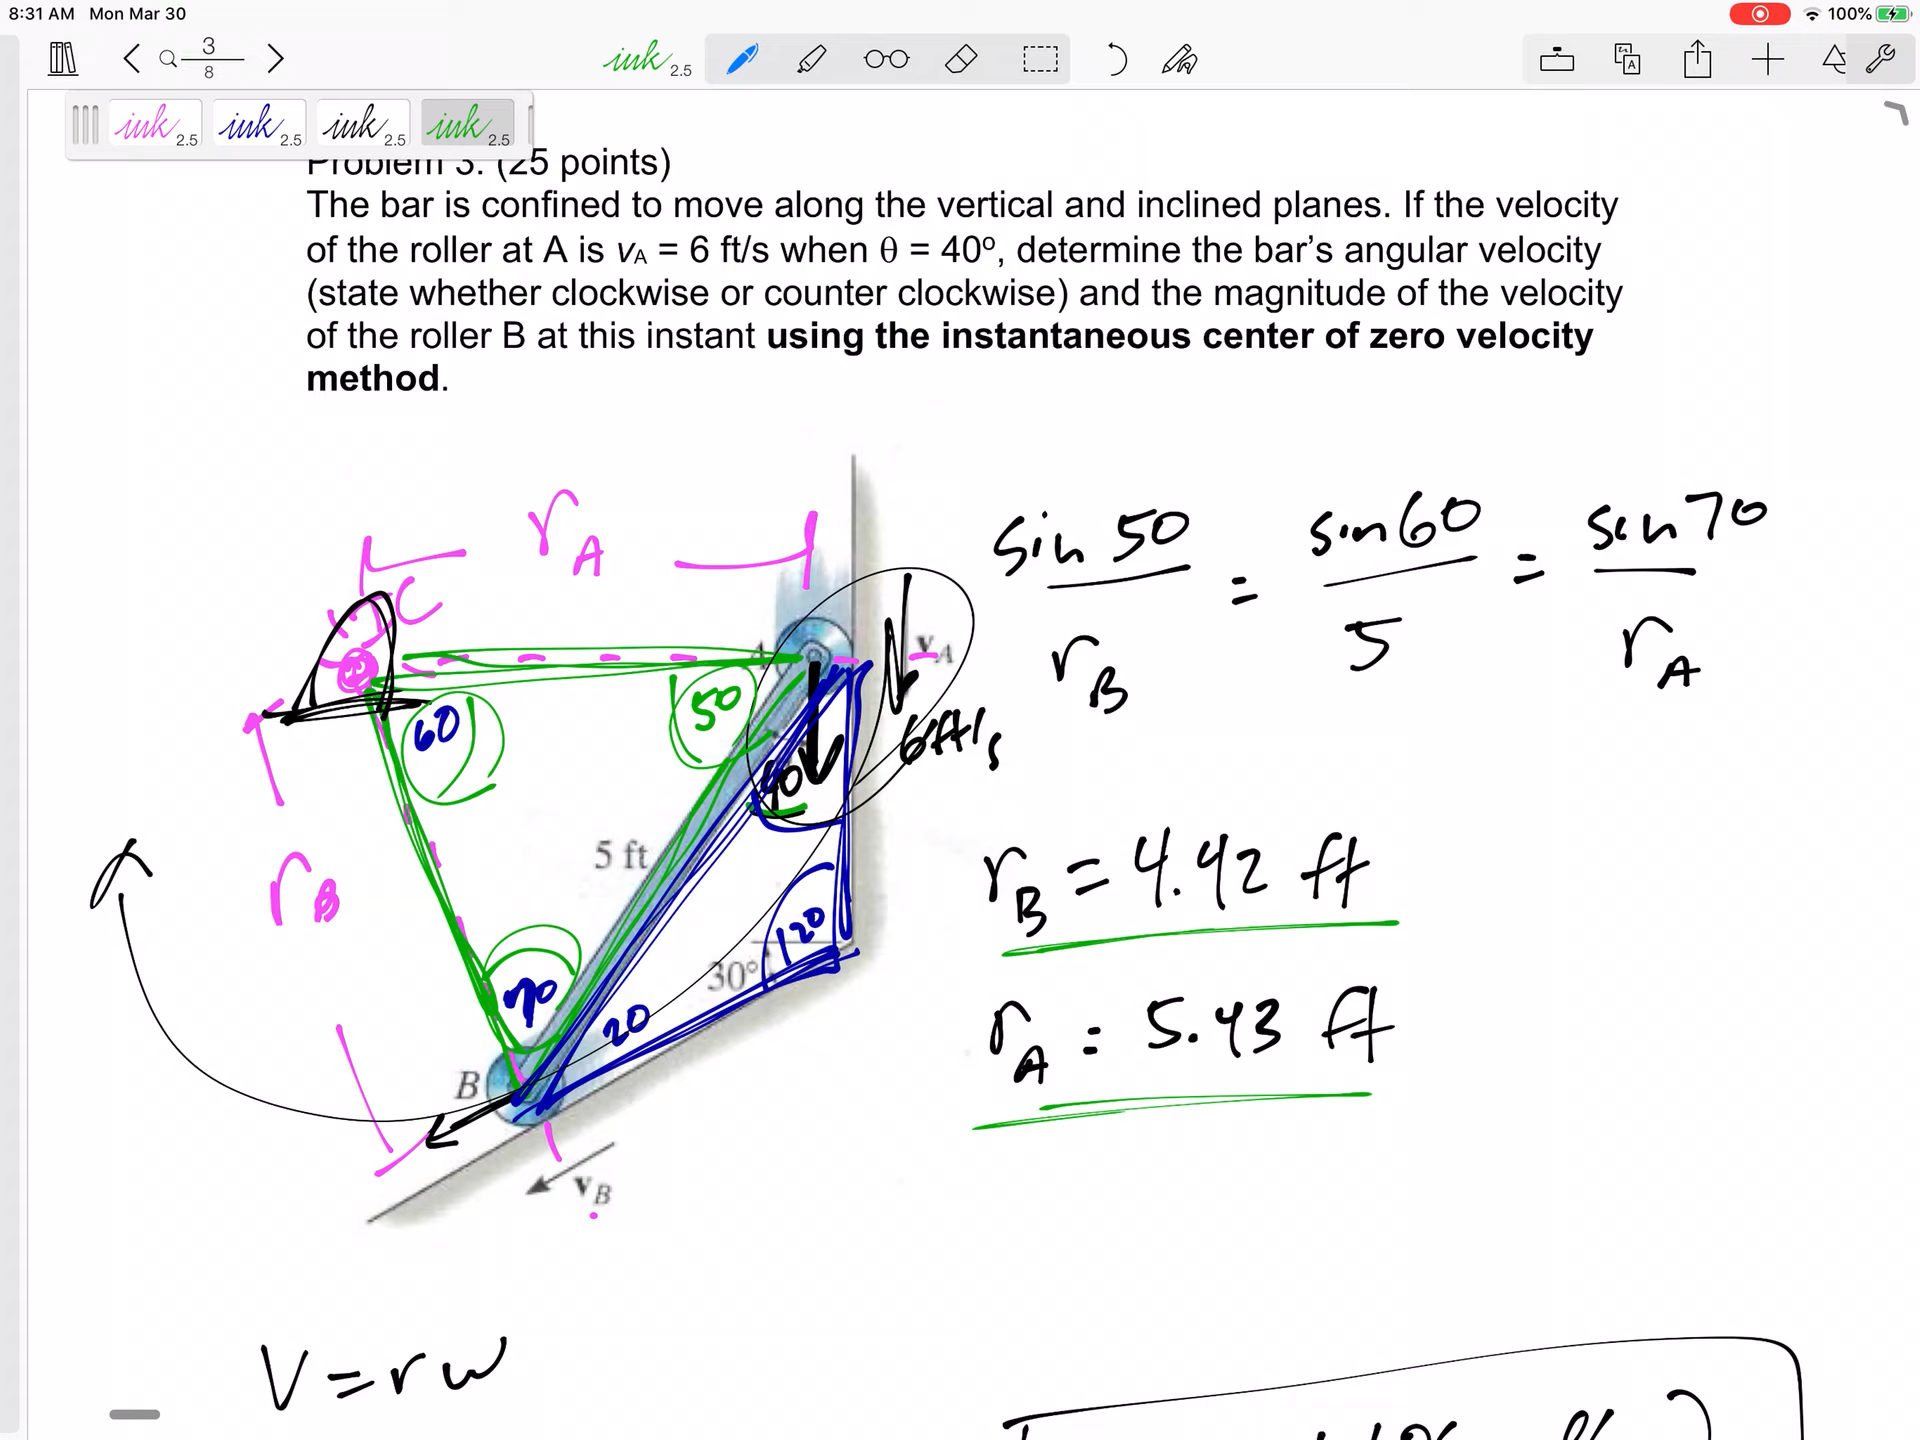 8:31 AM Mon Mar 30
100%
3
8
ink 2.5
ink 2.5 ink 2.5 ink 2.5 ink 2.5
Problem 3. (25 points)
The bar is confined to move along the vertical and inclined planes. If the velocity
of the roller at A is vA = 6 ft/s when θ = 40º, determine the bar's angular velocity
(state whether clockwise or counter clockwise) and the magnitude of the velocity
of the roller B at this instant using the instantaneous center of zero velocity
method.
rA
C
A
vA
6 ft/s
60
50
40
rB
5 ft
120
30°
70
20
B
vB
sin 50 / rB = sin 60 / 5 = sin 70 / rA
rB = 4.42 ft
rA = 5.43 ft
V = rω